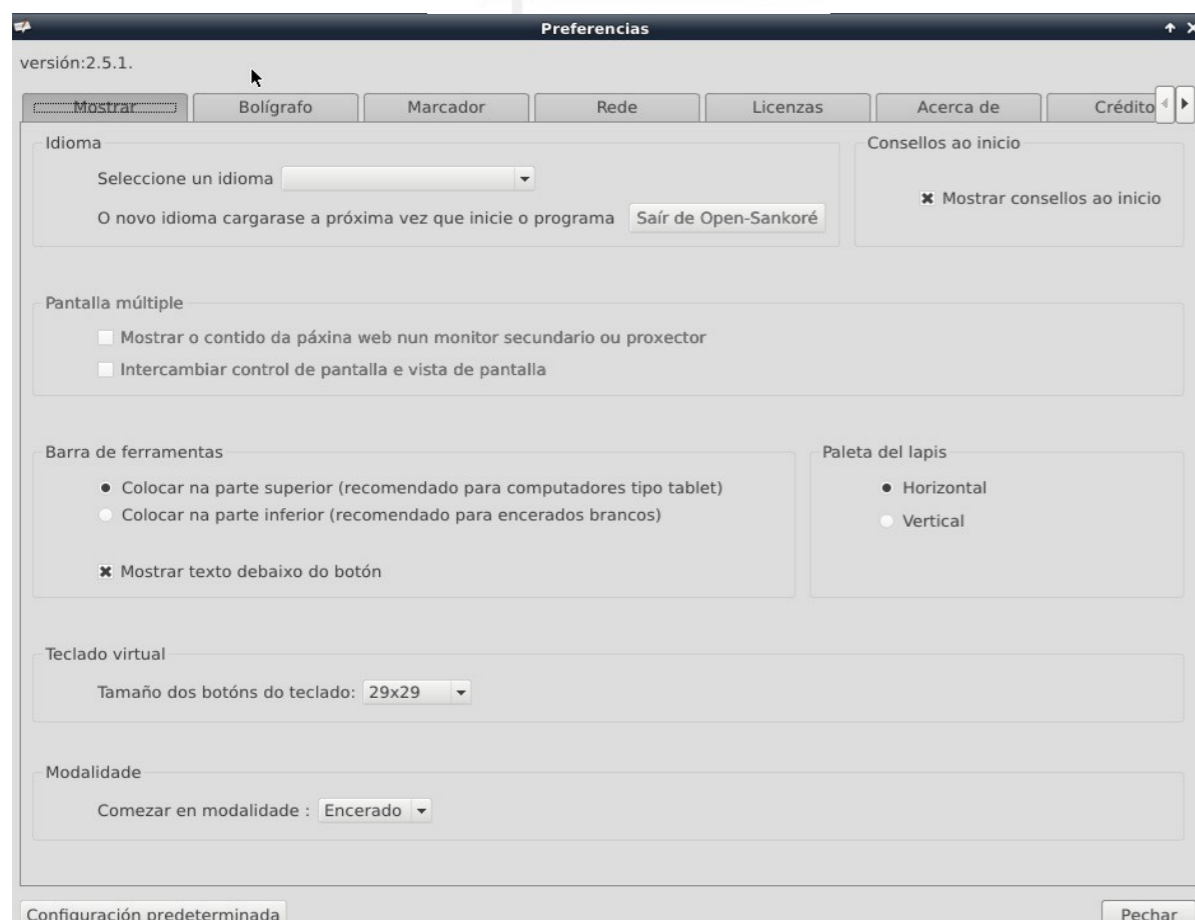 Preferencias
versión:2.5.1.
Mostrar Bolígrafo Marcador Rede Licenzas Acerca de Crédito
Idioma
Seleccione un idioma
O novo idioma cargarase a próxima vez que inicie o programa Saír de Open-Sankoré
Consellos ao inicio
Mostrar consellos ao inicio
Pantalla múltiple
Mostrar o contido da páxina web nun monitor secundario ou proxector
Intercambiar control de pantalla e vista de pantalla
Barra de ferramentas
Colocar na parte superior (recomendado para computadores tipo tablet)
Colocar na parte inferior (recomendado para encerados brancos)
Mostrar texto debaixo do botón
Paleta del lapis
Horizontal
Vertical
Teclado virtual
Tamaño dos botóns do teclado: 29x29
Modalidade
Comezar en modalidade : Encerado
Configuración predeterminada Pechar